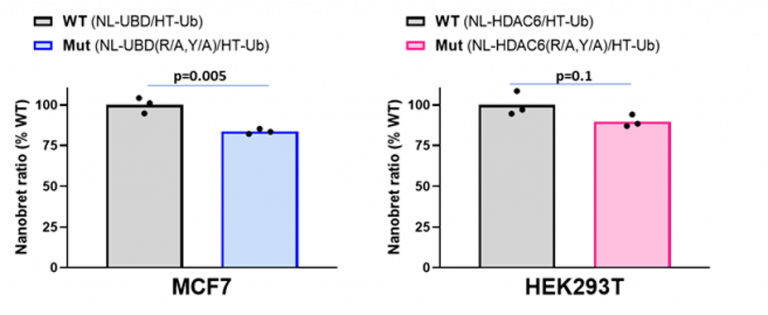 WT (NL-UBD/HT-Ub)
Mut (NL-UBD(R/A,Y/A)/HT-Ub)
p=0.005
Nanobret ratio (% WT)
100
75
50
25
0
MCF7
WT (NL-HDAC6/HT-Ub)
Mut (NL-HDAC6(R/A,Y/A)/HT-Ub)
p=0.1
Nanobret ratio (% WT)
100
75
50
25
0
HEK293T